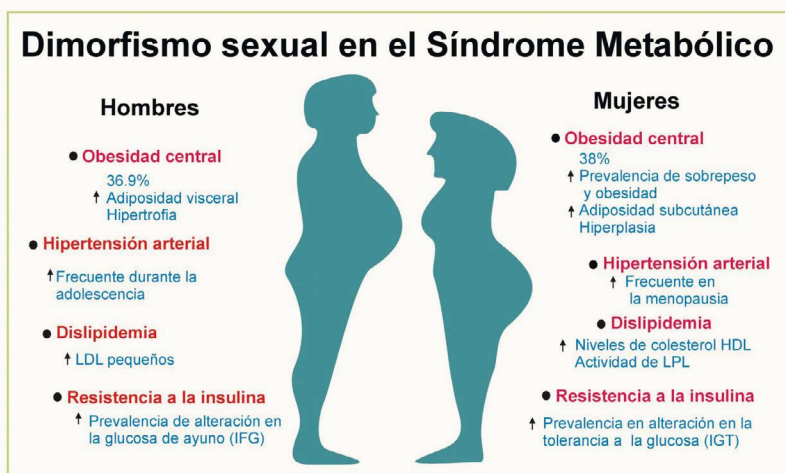 Dimorfismo sexual en el Síndrome Metabólico
Hombres
● Obesidad central
36.9%
↑ Adiposidad visceral
Hipertrofia
● Hipertensión arterial
↑ Frecuente durante la
adolescencia
● Dislipidemia
↑ LDL pequeños
● Resistencia a la insulina
↑ Prevalencia de alteración en
la glucosa de ayuno (IFG)
Mujeres
● Obesidad central
38%
↑ Prevalencia de sobrepeso
y obesidad
↑ Adiposidad subcutánea
Hiperplasia
● Hipertensión arterial
↑ Frecuente en
la menopausia
● Dislipidemia
↑ Niveles de colesterol HDL
Actividad de LPL
● Resistencia a la insulina
↑ Prevalencia en alteración en la
tolerancia a la glucosa (IGT)